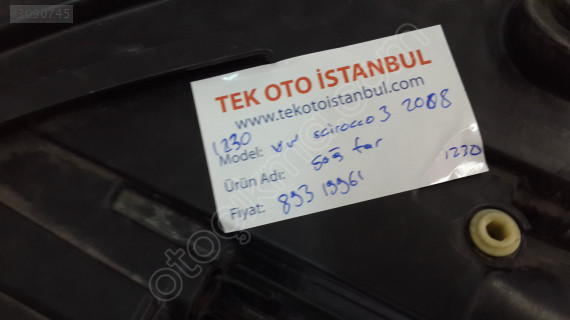 3090745
TEK OTO İSTANBUL
www.tekotoistanbul.com
1230
Model: vw scirocco 3 2008
Ürün Adı: sağ far
1230
Fiyat: 893 19961